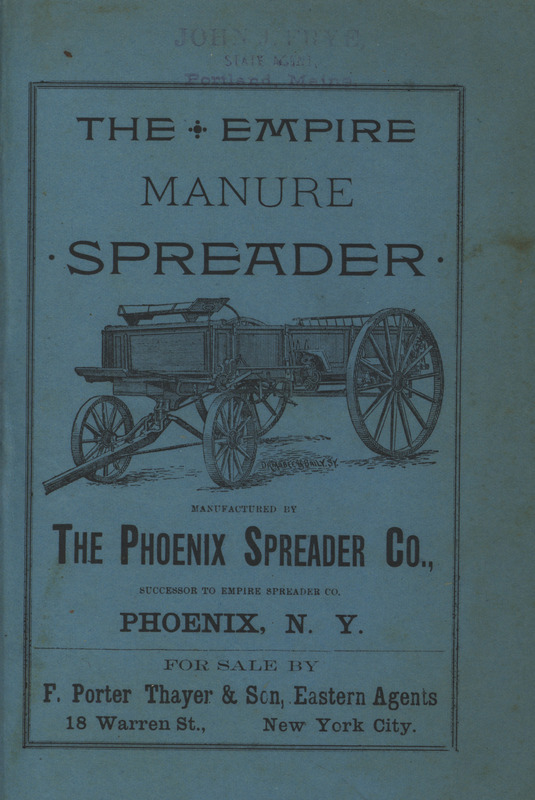 JOHN J. FRYE,
STATE AGENT,
Portland, Maine.
THE EMPIRE
MANURE
· SPREADER ·
MANUFACTURED BY
THE PHOENIX SPREADER CO.,
SUCCESSOR TO EMPIRE SPREADER CO.
PHOENIX, N. Y.
FOR SALE BY
F. Porter Thayer & Son, Eastern Agents
18 Warren St., New York City.